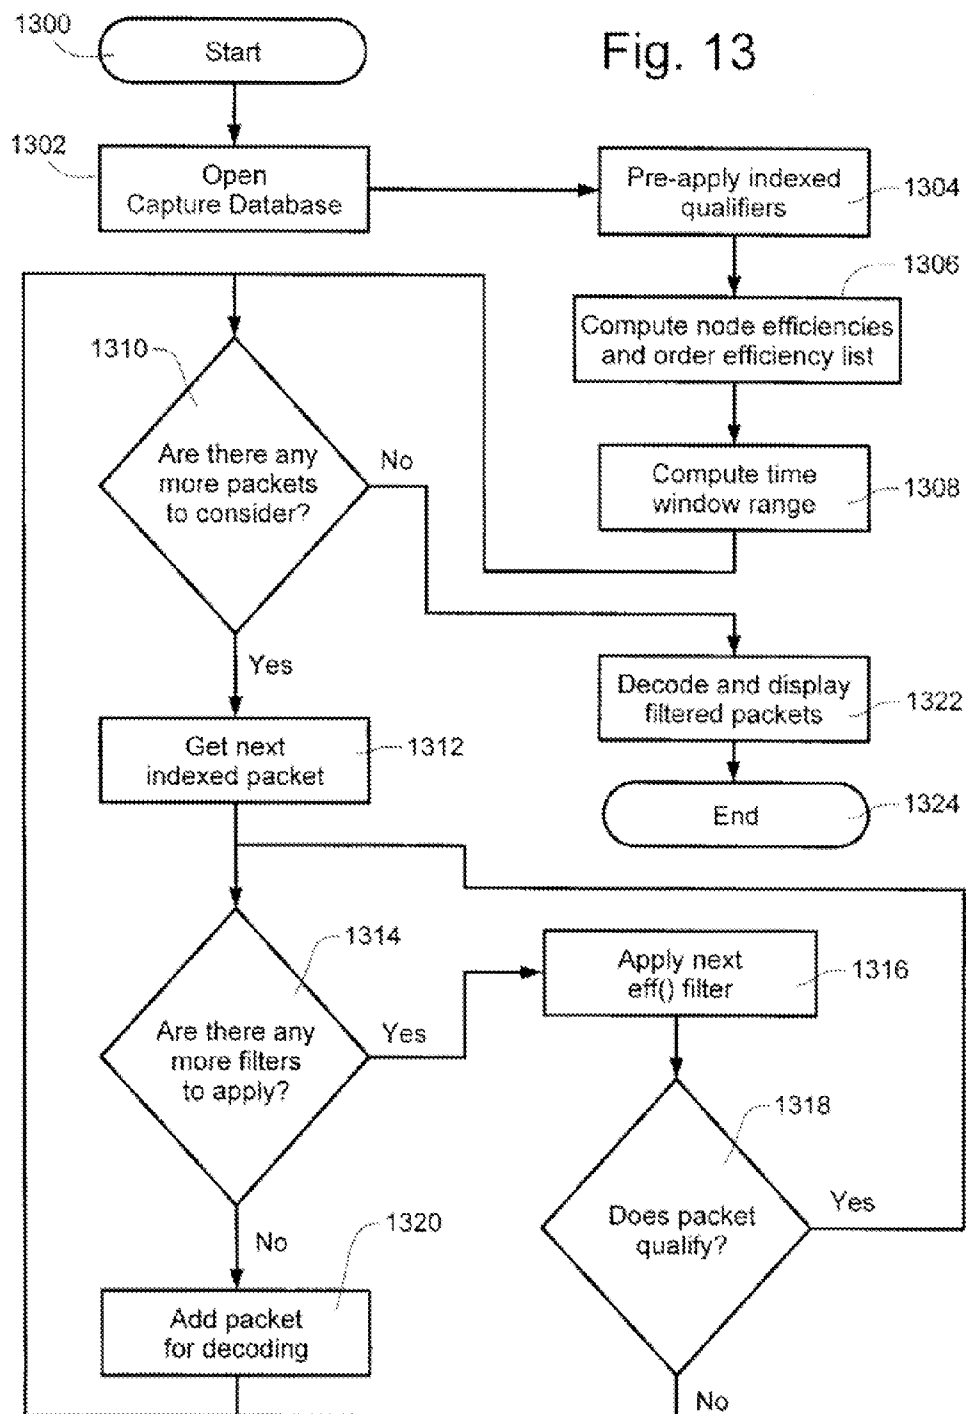 Fig. 13
1300
Start
1302
Open
Capture Database
Pre-apply indexed
qualifiers
1304
1306
Compute node efficiencies
and order efficiency list
Compute time
window range
1308
1310
Are there any
more packets
to consider?
No
Yes
Get next
indexed packet
1312
Decode and display
filtered packets
1322
End
1324
1314
Are there any
more filters
to apply?
Yes
Apply next
eff() filter
1316
1318
Does packet
qualify?
Yes
No
1320
Add packet
for decoding
No